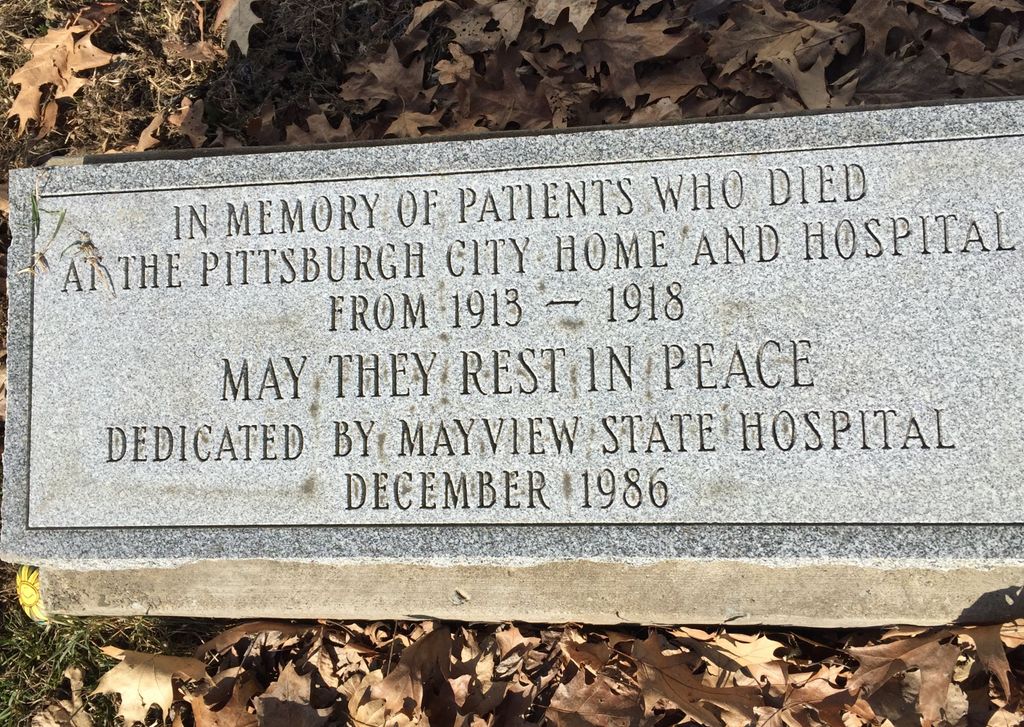 IN MEMORY OF PATIENTS WHO DIED
AT THE PITTSBURGH CITY HOME AND HOSPITAL
FROM 1913 — 1918
MAY THEY REST IN PEACE
DEDICATED BY MAYVIEW STATE HOSPITAL
DECEMBER 1986